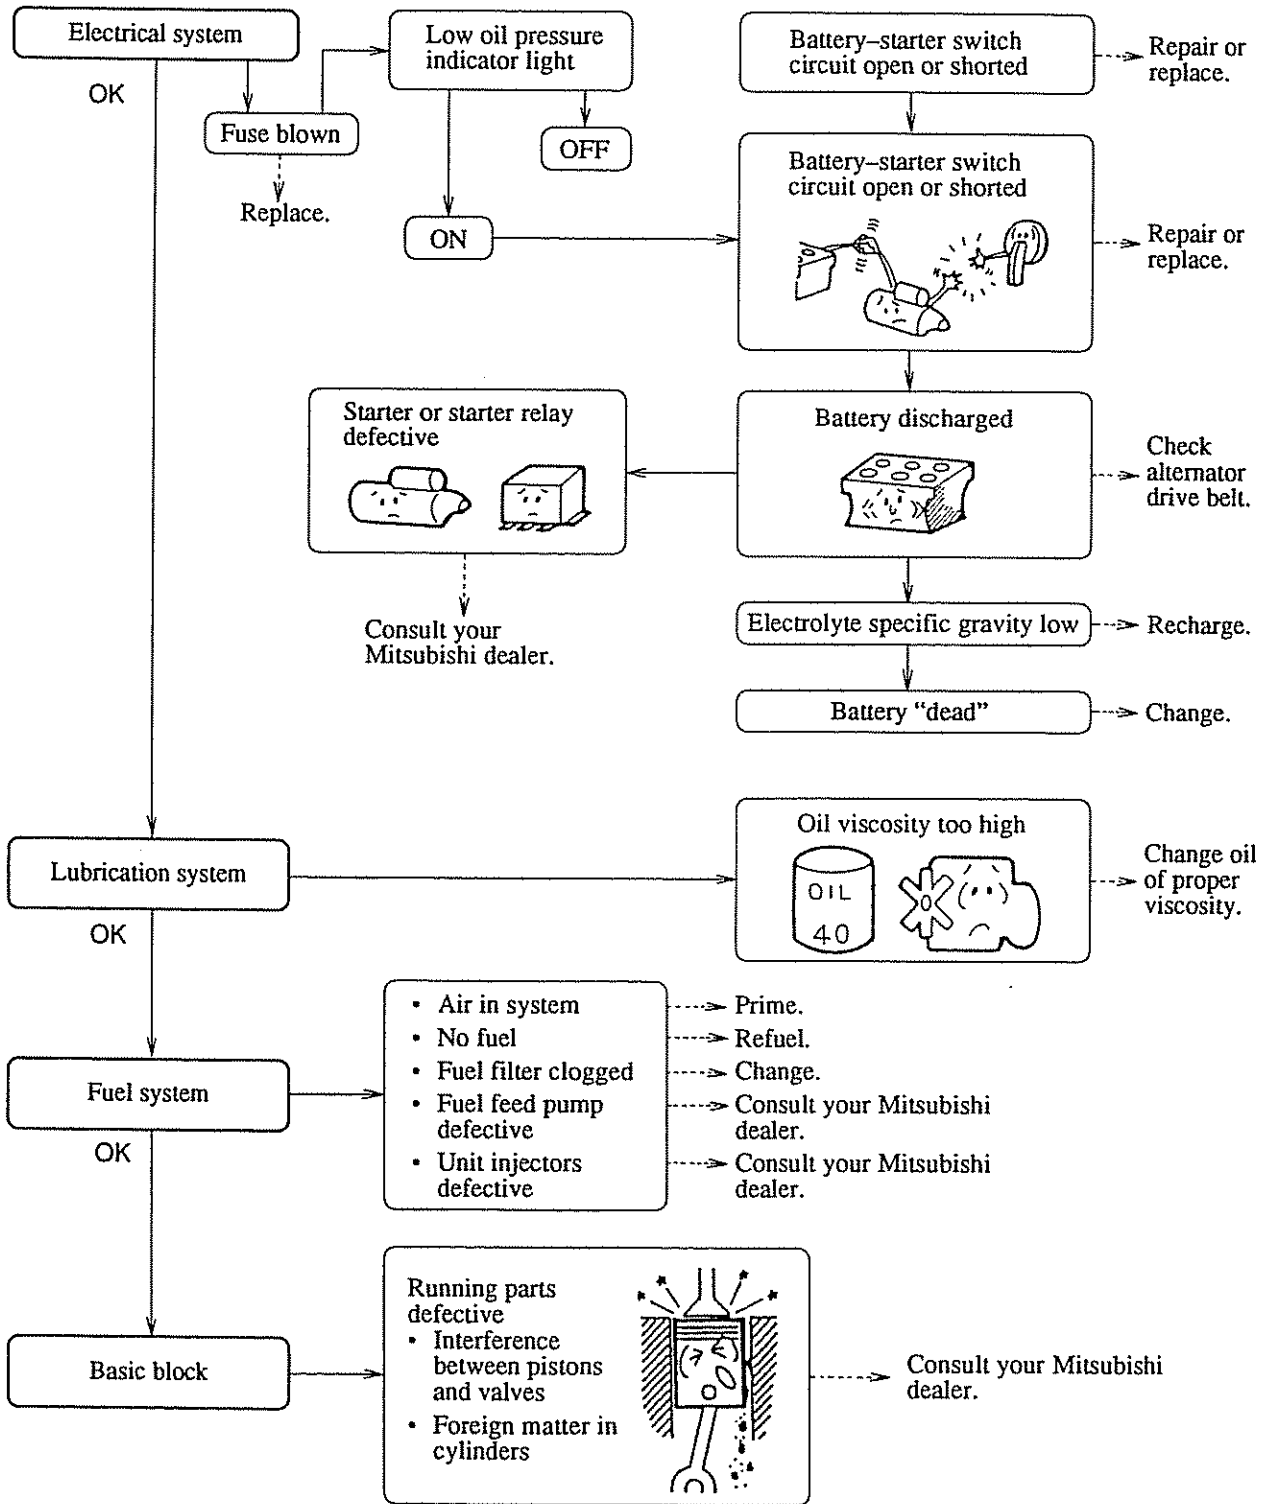 Electrical system
OK
Fuse blown
Replace.
Low oil pressure
indicator light
OFF
ON
Battery–starter switch
circuit open or shorted
Repair or
replace.
Battery–starter switch
circuit open or shorted
Repair or
replace.
Starter or starter relay
defective
Consult your
Mitsubishi dealer.
Battery discharged
Check
alternator
drive belt.
Electrolyte specific gravity low
Recharge.
Battery “dead”
Change.
Lubrication system
OK
Oil viscosity too high
OIL
40
Change oil
of proper
viscosity.
Fuel system
OK
• Air in system
Prime.
• No fuel
Refuel.
• Fuel filter clogged
Change.
• Fuel feed pump
defective
Consult your Mitsubishi
dealer.
• Unit injectors
defective
Consult your Mitsubishi
dealer.
Basic block
Running parts
defective
• Interference
between pistons
and valves
• Foreign matter in
cylinders
Consult your Mitsubishi
dealer.